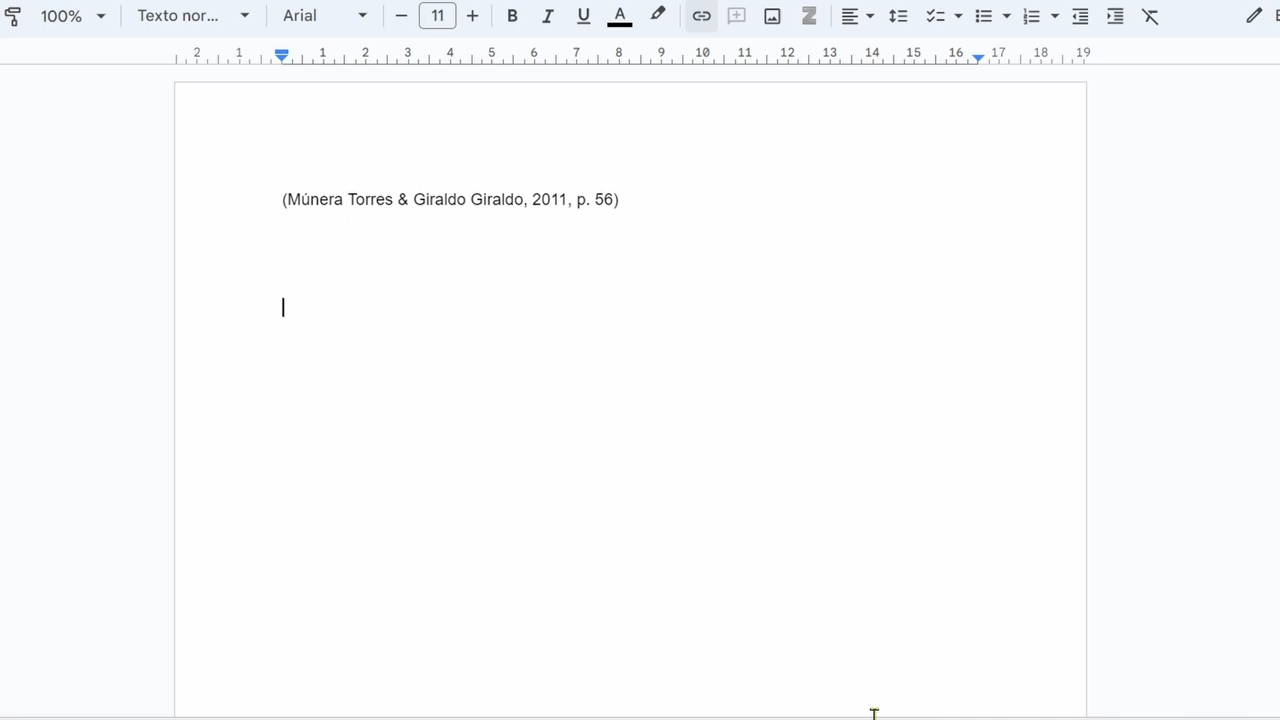 100% Texto nor... Arial 11 B I U A Z
2 1 1 2 3 4 5 6 7 8 9 10 11 12 13 14 15 16 17 18 19
(Múnera Torres & Giraldo Giraldo, 2011, p. 56)